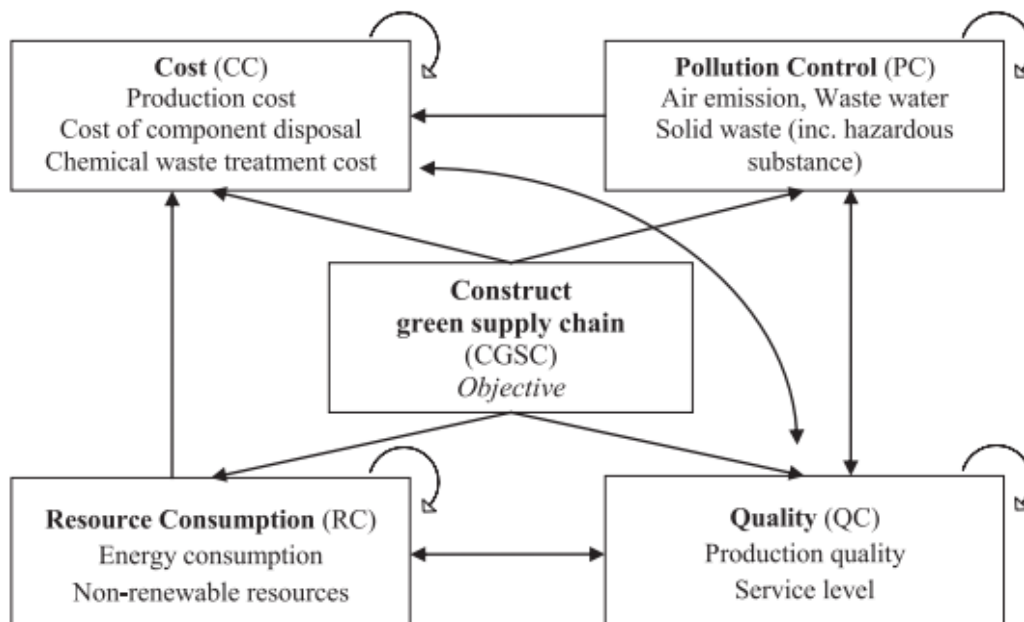 Cost (CC)
Production cost
Cost of component disposal
Chemical waste treatment cost
Pollution Control (PC)
Air emission, Waste water
Solid waste (inc. hazardous
substance)
Construct
green supply chain
(CGSC)
Objective
Resource Consumption (RC)
Energy consumption
Non-renewable resources
Quality (QC)
Production quality
Service level